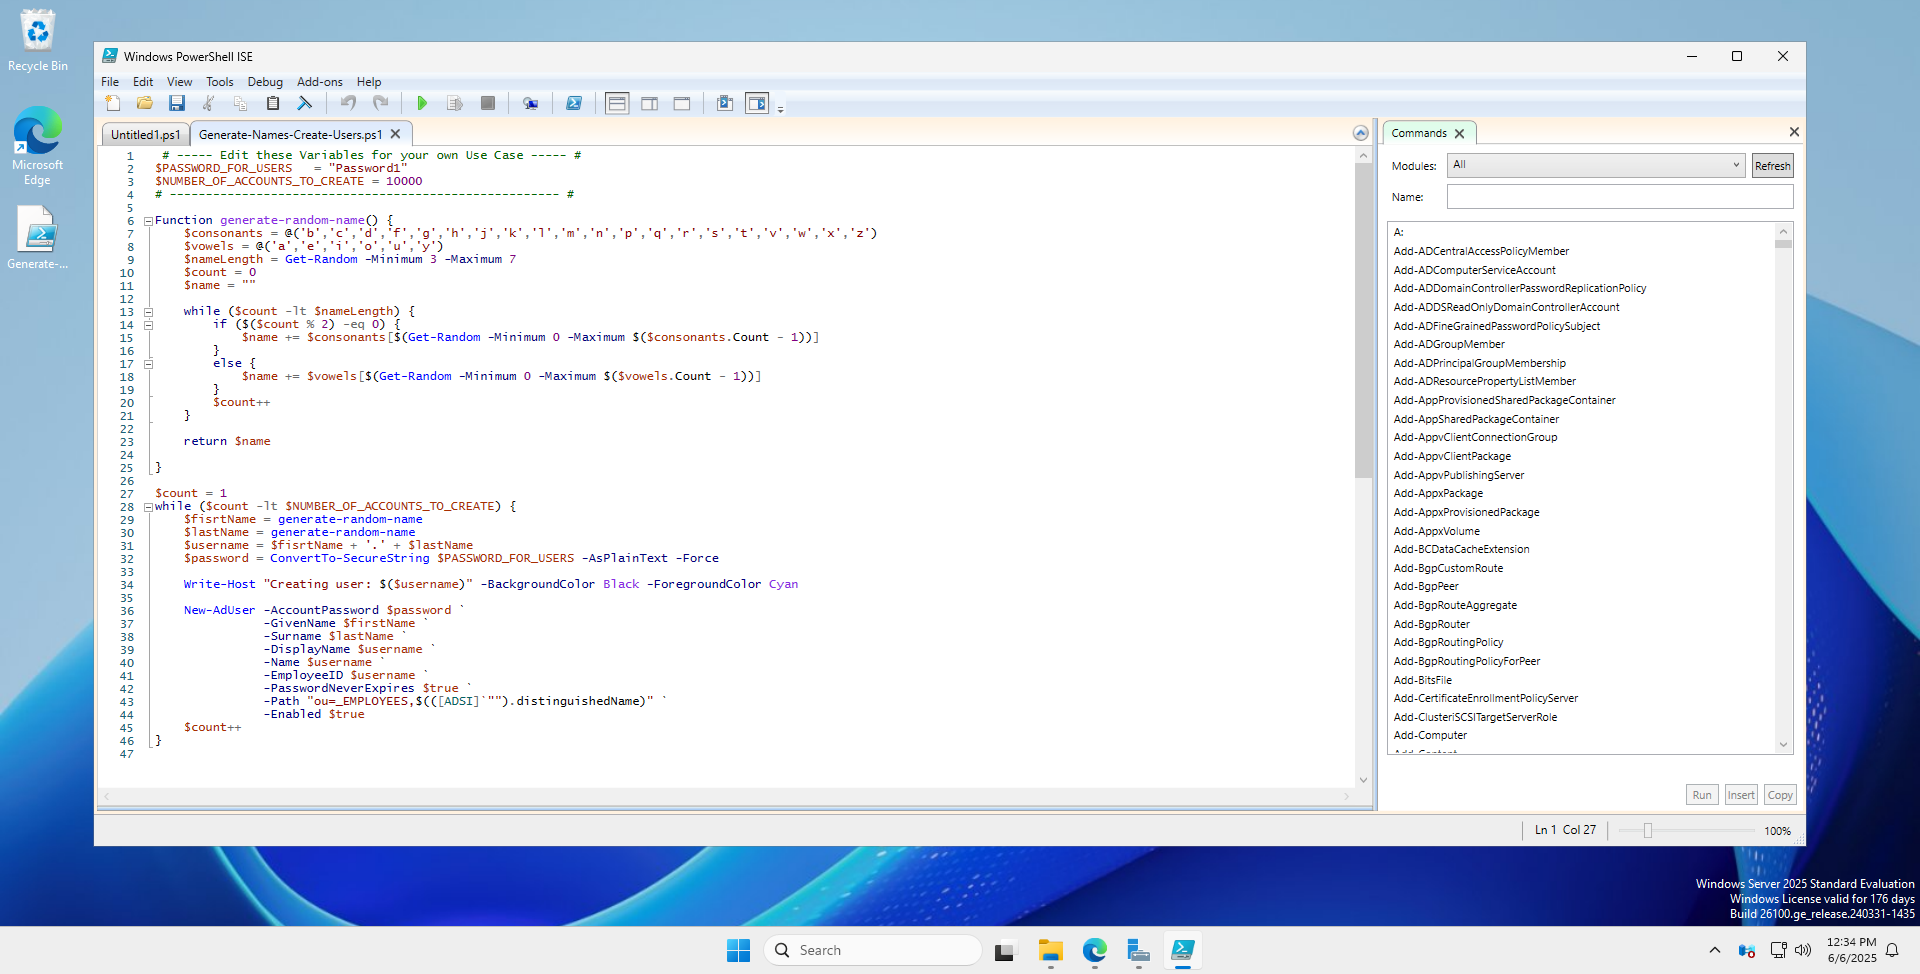 Recycle Bin
Microsoft
Edge
Generate-...
Windows PowerShell ISE
File Edit View Tools Debug Add-ons Help
Untitled1.ps1 Generate-Names-Create-Users.ps1
1 # ----- Edit these Variables for your own Use Case ----- #
2 $PASSWORD_FOR_USERS = "Password1"
3 $NUMBER_OF_ACCOUNTS_TO_CREATE = 10000
4 # ------------------------------------------------------ #
5
6 Function generate-random-name() {
7 $consonants = @('b','c','d','f','g','h','j','k','l','m','n','p','q','r','s','t','v','w','x','z')
8 $vowels = @('a','e','i','o','u','y')
9 $nameLength = Get-Random -Minimum 3 -Maximum 7
10 $count = 0
11 $name = ""
12
13 while ($count -lt $nameLength) {
14 if ($($count % 2) -eq 0) {
15 $name += $consonants[$(Get-Random -Minimum 0 -Maximum $($consonants.Count - 1))]
16 }
17 else {
18 $name += $vowels[$(Get-Random -Minimum 0 -Maximum $($vowels.Count - 1))]
19 }
20 $count++
21 }
22
23 return $name
24
25 }
26
27 $count = 1
28 while ($count -lt $NUMBER_OF_ACCOUNTS_TO_CREATE) {
29 $fisrtName = generate-random-name
30 $lastName = generate-random-name
31 $username = $fisrtName + '.' + $lastName
32 $password = ConvertTo-SecureString $PASSWORD_FOR_USERS -AsPlainText -Force
33
34 Write-Host "Creating user: $($username)" -BackgroundColor Black -ForegroundColor Cyan
35
36 New-AdUser -AccountPassword $password `
37 -GivenName $firstName `
38 -Surname $lastName `
39 -DisplayName $username `
40 -Name $username `
41 -EmployeeID $username `
42 -PasswordNeverExpires $true `
43 -Path "ou=_EMPLOYEES,$(([ADSI]`"").distinguishedName)" `
44 -Enabled $true
45 $count++
46 }
47
Commands
Modules: All Refresh
Name:
A:
Add-ADCentralAccessPolicyMember
Add-ADComputerServiceAccount
Add-ADDomainControllerPasswordReplicationPolicy
Add-ADDSReadOnlyDomainControllerAccount
Add-ADFineGrainedPasswordPolicySubject
Add-ADGroupMember
Add-ADPrincipalGroupMembership
Add-ADResourcePropertyListMember
Add-AppProvisionedSharedPackageContainer
Add-AppSharedPackageContainer
Add-AppvClientConnectionGroup
Add-AppvClientPackage
Add-AppvPublishingServer
Add-AppxPackage
Add-AppxProvisionedPackage
Add-AppxVolume
Add-BCDataCacheExtension
Add-BgpCustomRoute
Add-BgpPeer
Add-BgpRouteAggregate
Add-BgpRouter
Add-BgpRoutingPolicy
Add-BgpRoutingPolicyForPeer
Add-BitsFile
Add-CertificateEnrollmentPolicyServer
Add-ClusteriSCSITargetServerRole
Add-Computer
Add-Content
Run Insert Copy
Ln 1 Col 27 100%
Windows Server 2025 Standard Evaluation
Windows License valid for 176 days
Build 26100.ge_release.240331-1435
Search
12:34 PM
6/6/2025